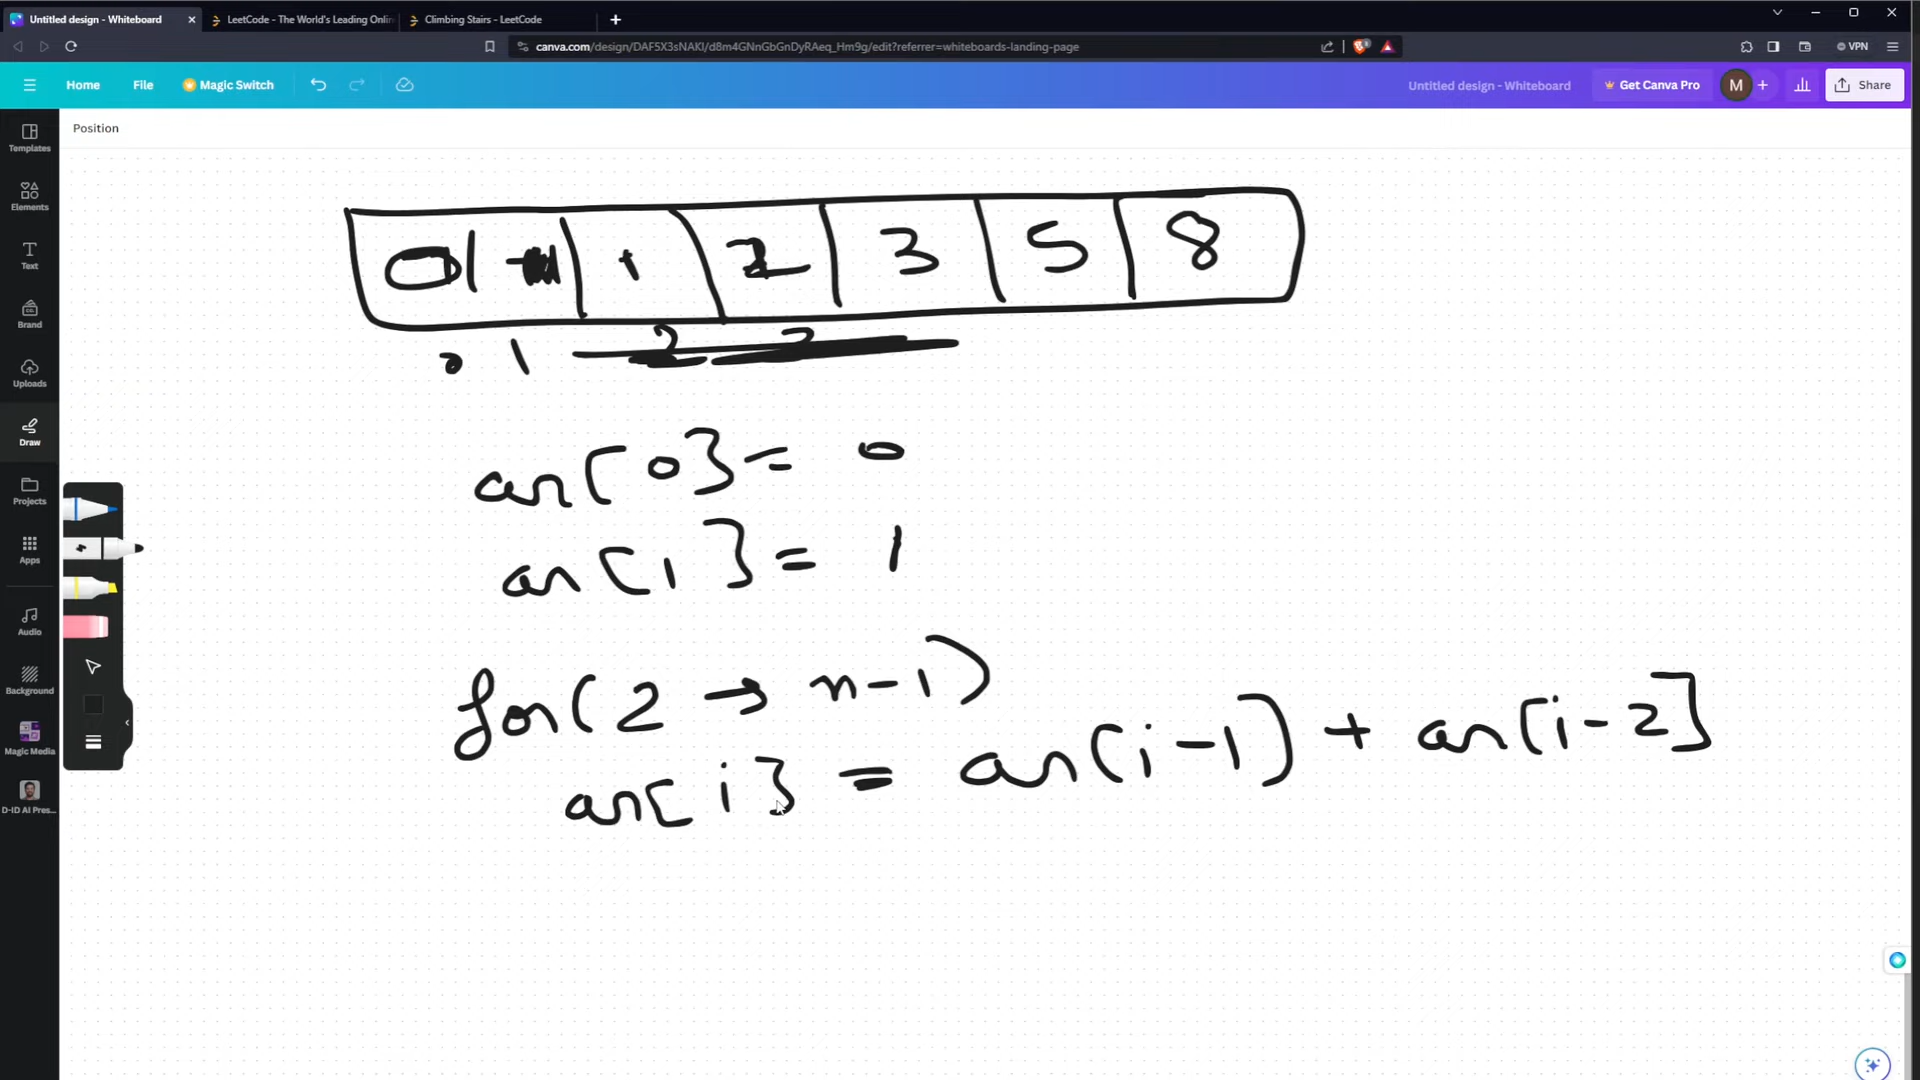 Untitled design - Whiteboard
LeetCode - The World's Leading Onlin
Climbing Stairs - LeetCode
canva.com/design/DAF5X3sNAKI/d8m4GNnGbGnDyRAeq_Hm9g/edit?referrer=whiteboards-landing-page
VPN
Home
File
Magic Switch
Untitled design - Whiteboard
Get Canva Pro
M
Share
Position
Templates
Elements
Text
Brand
Uploads
Draw
Projects
Apps
Audio
Background
Magic Media
D-ID AI Pres...
0 1 2 3 5 8
0 1 2 3
arr[0] = 0
arr[1] = 1
for(2 → n-1)
arr[i] = arr[i-1] + arr[i-2]